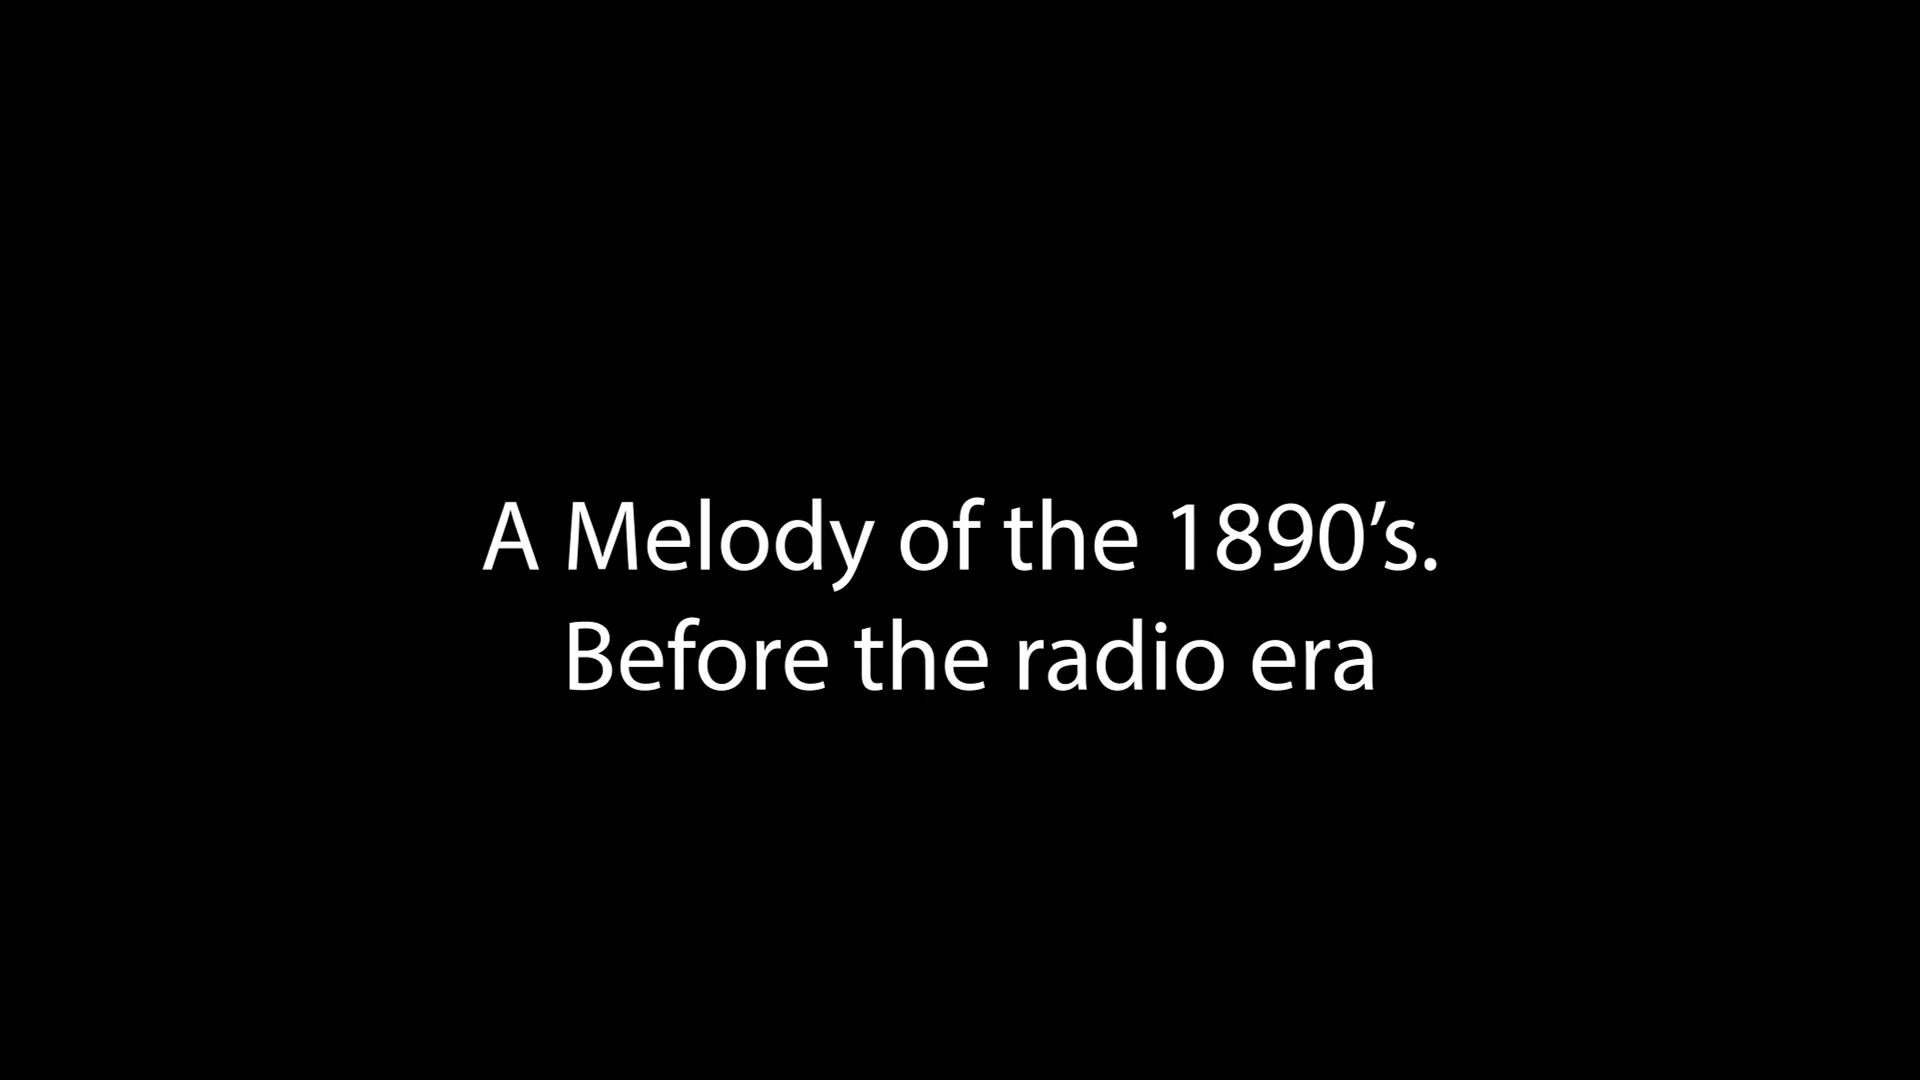 A Melody of the 1890’s.
Before the radio era